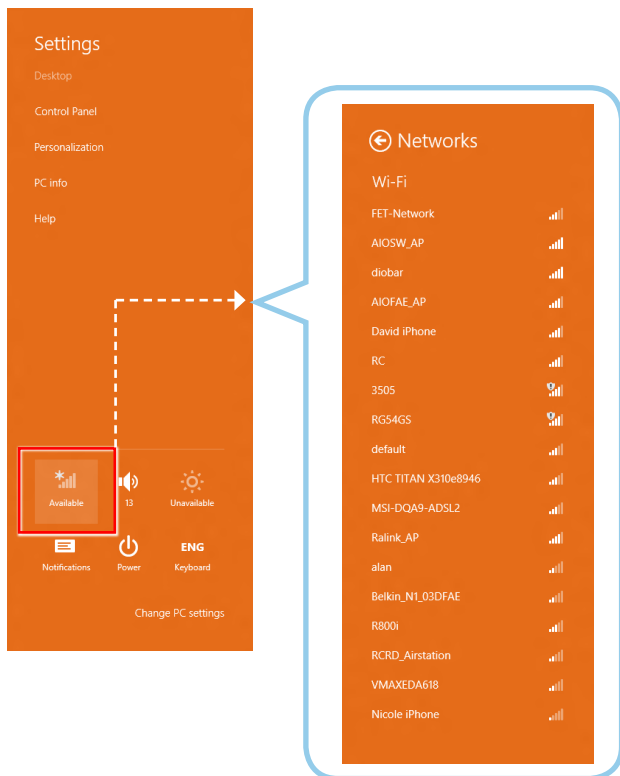 Settings
Desktop
Control Panel
Personalization
PC info
Help
Available
13
Unavailable
Notifications
Power
ENG
Keyboard
Change PC settings
Networks
Wi-Fi
FET-Network
AIOSW_AP
diobar
AIOFAE_AP
David iPhone
RC
3505
RG54GS
default
HTC TITAN X310e8946
MSI-DQA9-ADSL2
Ralink_AP
alan
Belkin_N1_03DFAE
R800i
RCRD_Airstation
VMAXEDA618
Nicole iPhone